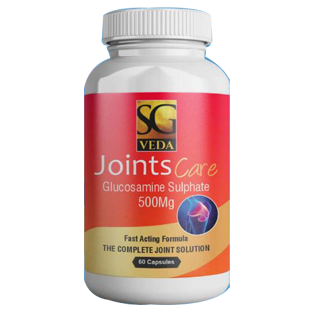 SG
VEDA
Joints Care
Glucosamine Sulphate
500Mg
Fast Acting Formula
THE COMPLETE JOINT SOLUTION
60 Capsules